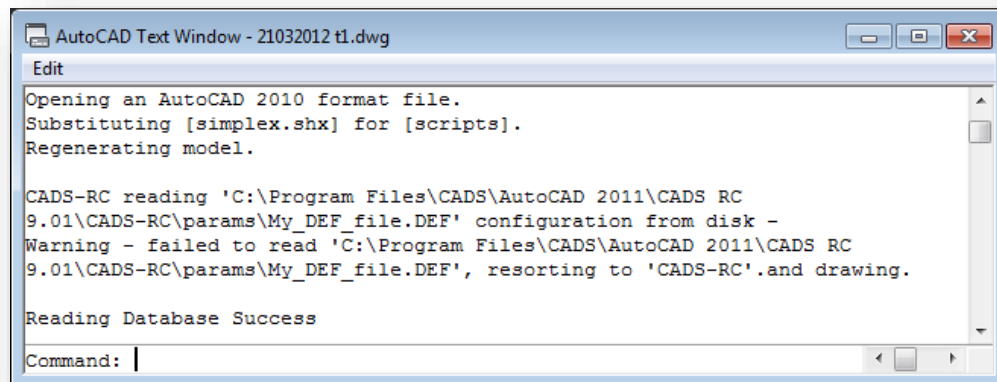 AutoCAD Text Window - 21032012 t1.dwg
Edit
Opening an AutoCAD 2010 format file.
Substituting [simplex.shx] for [scripts].
Regenerating model.
CADS-RC reading 'C:\Program Files\CADS\AutoCAD 2011\CADS RC
9.01\CADS-RC\params\My_DEF_file.DEF' configuration from disk -
Warning - failed to read 'C:\Program Files\CADS\AutoCAD 2011\CADS RC
9.01\CADS-RC\params\My_DEF_file.DEF', resorting to 'CADS-RC'.and drawing.
Reading Database Success
Command: